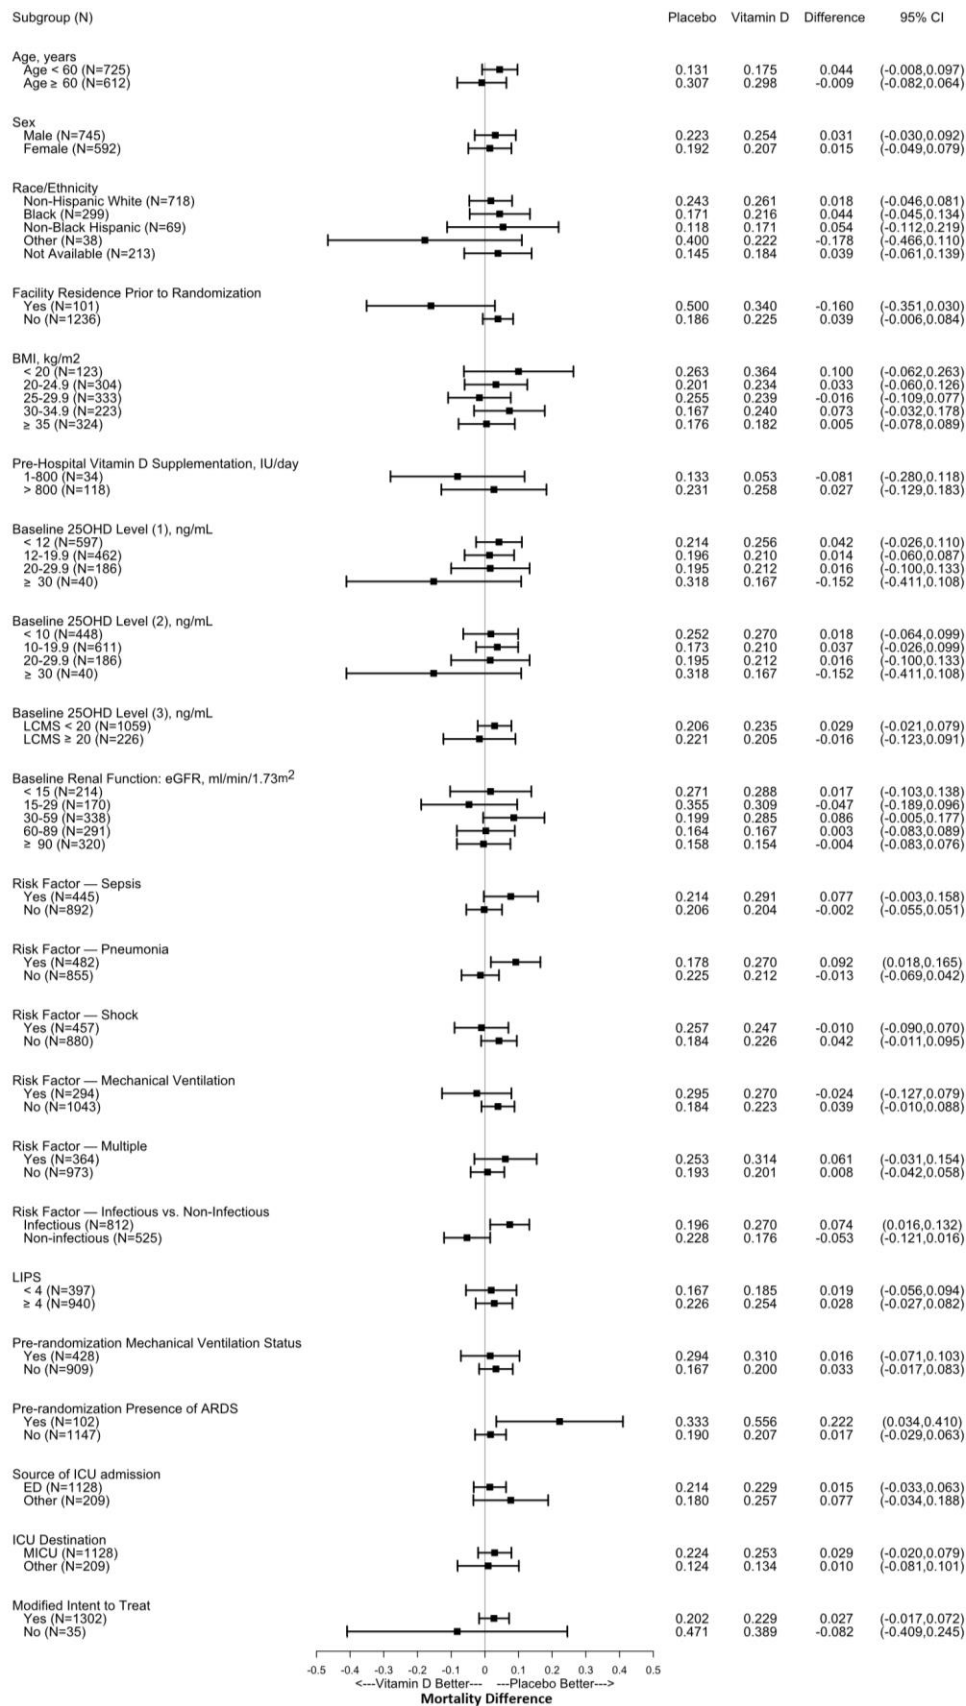 Subgroup (N) Placebo Vitamin D Difference 95% CI
Age, years
Age < 60 (N=725) 0.131 0.175 0.044 (-0.008,0.097)
Age ≥ 60 (N=612) 0.307 0.298 -0.009 (-0.082,0.064)
Sex
Male (N=745) 0.223 0.254 0.031 (-0.030,0.092)
Female (N=592) 0.192 0.207 0.015 (-0.049,0.079)
Race/Ethnicity
Non-Hispanic White (N=718) 0.243 0.261 0.018 (-0.046,0.081)
Black (N=299) 0.171 0.216 0.044 (-0.045,0.134)
Non-Black Hispanic (N=69) 0.118 0.171 0.054 (-0.112,0.219)
Other (N=38) 0.400 0.222 -0.178 (-0.466,0.110)
Not Available (N=213) 0.145 0.184 0.039 (-0.061,0.139)
Facility Residence Prior to Randomization
Yes (N=101) 0.500 0.340 -0.160 (-0.351,0.030)
No (N=1236) 0.186 0.225 0.039 (-0.006,0.084)
BMI, kg/m2
< 20 (N=123) 0.263 0.364 0.100 (-0.062,0.263)
20-24.9 (N=304) 0.201 0.234 0.033 (-0.060,0.126)
25-29.9 (N=333) 0.255 0.239 -0.016 (-0.109,0.077)
30-34.9 (N=223) 0.167 0.240 0.073 (-0.032,0.178)
≥ 35 (N=324) 0.176 0.182 0.005 (-0.078,0.089)
Pre-Hospital Vitamin D Supplementation, IU/day
1-800 (N=34) 0.133 0.053 -0.081 (-0.280,0.118)
> 800 (N=118) 0.231 0.258 0.027 (-0.129,0.183)
Baseline 25OHD Level (1), ng/mL
< 12 (N=597) 0.214 0.256 0.042 (-0.026,0.110)
12-19.9 (N=462) 0.196 0.210 0.014 (-0.060,0.087)
20-29.9 (N=186) 0.195 0.212 0.016 (-0.100,0.133)
≥ 30 (N=40) 0.318 0.167 -0.152 (-0.411,0.108)
Baseline 25OHD Level (2), ng/mL
< 10 (N=448) 0.252 0.270 0.018 (-0.064,0.099)
10-19.9 (N=611) 0.173 0.210 0.037 (-0.026,0.099)
20-29.9 (N=186) 0.195 0.212 0.016 (-0.100,0.133)
≥ 30 (N=40) 0.318 0.167 -0.152 (-0.411,0.108)
Baseline 25OHD Level (3), ng/mL
LCMS < 20 (N=1059) 0.206 0.235 0.029 (-0.021,0.079)
LCMS ≥ 20 (N=226) 0.221 0.205 -0.016 (-0.123,0.091)
Baseline Renal Function: eGFR, ml/min/1.73m²
< 15 (N=214) 0.271 0.288 0.017 (-0.103,0.138)
15-29 (N=170) 0.355 0.309 -0.047 (-0.189,0.096)
30-59 (N=338) 0.199 0.285 0.086 (-0.005,0.177)
60-89 (N=291) 0.164 0.167 0.003 (-0.083,0.089)
≥ 90 (N=320) 0.158 0.154 -0.004 (-0.083,0.076)
Risk Factor — Sepsis
Yes (N=445) 0.214 0.291 0.077 (-0.003,0.158)
No (N=892) 0.206 0.204 -0.002 (-0.055,0.051)
Risk Factor — Pneumonia
Yes (N=482) 0.178 0.270 0.092 (0.018,0.165)
No (N=855) 0.225 0.212 -0.013 (-0.069,0.042)
Risk Factor — Shock
Yes (N=457) 0.257 0.247 -0.010 (-0.090,0.070)
No (N=880) 0.184 0.226 0.042 (-0.011,0.095)
Risk Factor — Mechanical Ventilation
Yes (N=294) 0.295 0.270 -0.024 (-0.127,0.079)
No (N=1043) 0.184 0.223 0.039 (-0.010,0.088)
Risk Factor — Multiple
Yes (N=364) 0.253 0.314 0.061 (-0.031,0.154)
No (N=973) 0.193 0.201 0.008 (-0.042,0.058)
Risk Factor — Infectious vs. Non-Infectious
Infectious (N=812) 0.196 0.270 0.074 (0.016,0.132)
Non-infectious (N=525) 0.228 0.176 -0.053 (-0.121,0.016)
LIPS
< 4 (N=397) 0.167 0.185 0.019 (-0.056,0.094)
≥ 4 (N=940) 0.226 0.254 0.028 (-0.027,0.082)
Pre-randomization Mechanical Ventilation Status
Yes (N=428) 0.294 0.310 0.016 (-0.071,0.103)
No (N=909) 0.167 0.200 0.033 (-0.017,0.083)
Pre-randomization Presence of ARDS
Yes (N=102) 0.333 0.556 0.222 (0.034,0.410)
No (N=1147) 0.190 0.207 0.017 (-0.029,0.063)
Source of ICU admission
ED (N=1128) 0.214 0.229 0.015 (-0.033,0.063)
Other (N=209) 0.180 0.257 0.077 (-0.034,0.188)
ICU Destination
MICU (N=1128) 0.224 0.253 0.029 (-0.020,0.079)
Other (N=209) 0.124 0.134 0.010 (-0.081,0.101)
Modified Intent to Treat
Yes (N=1302) 0.202 0.229 0.027 (-0.017,0.072)
No (N=35) 0.471 0.389 -0.082 (-0.409,0.245)
-0.5 -0.4 -0.3 -0.2 -0.1 0 0.1 0.2 0.3 0.4 0.5
<---Vitamin D Better--- ---Placebo Better--->
Mortality Difference